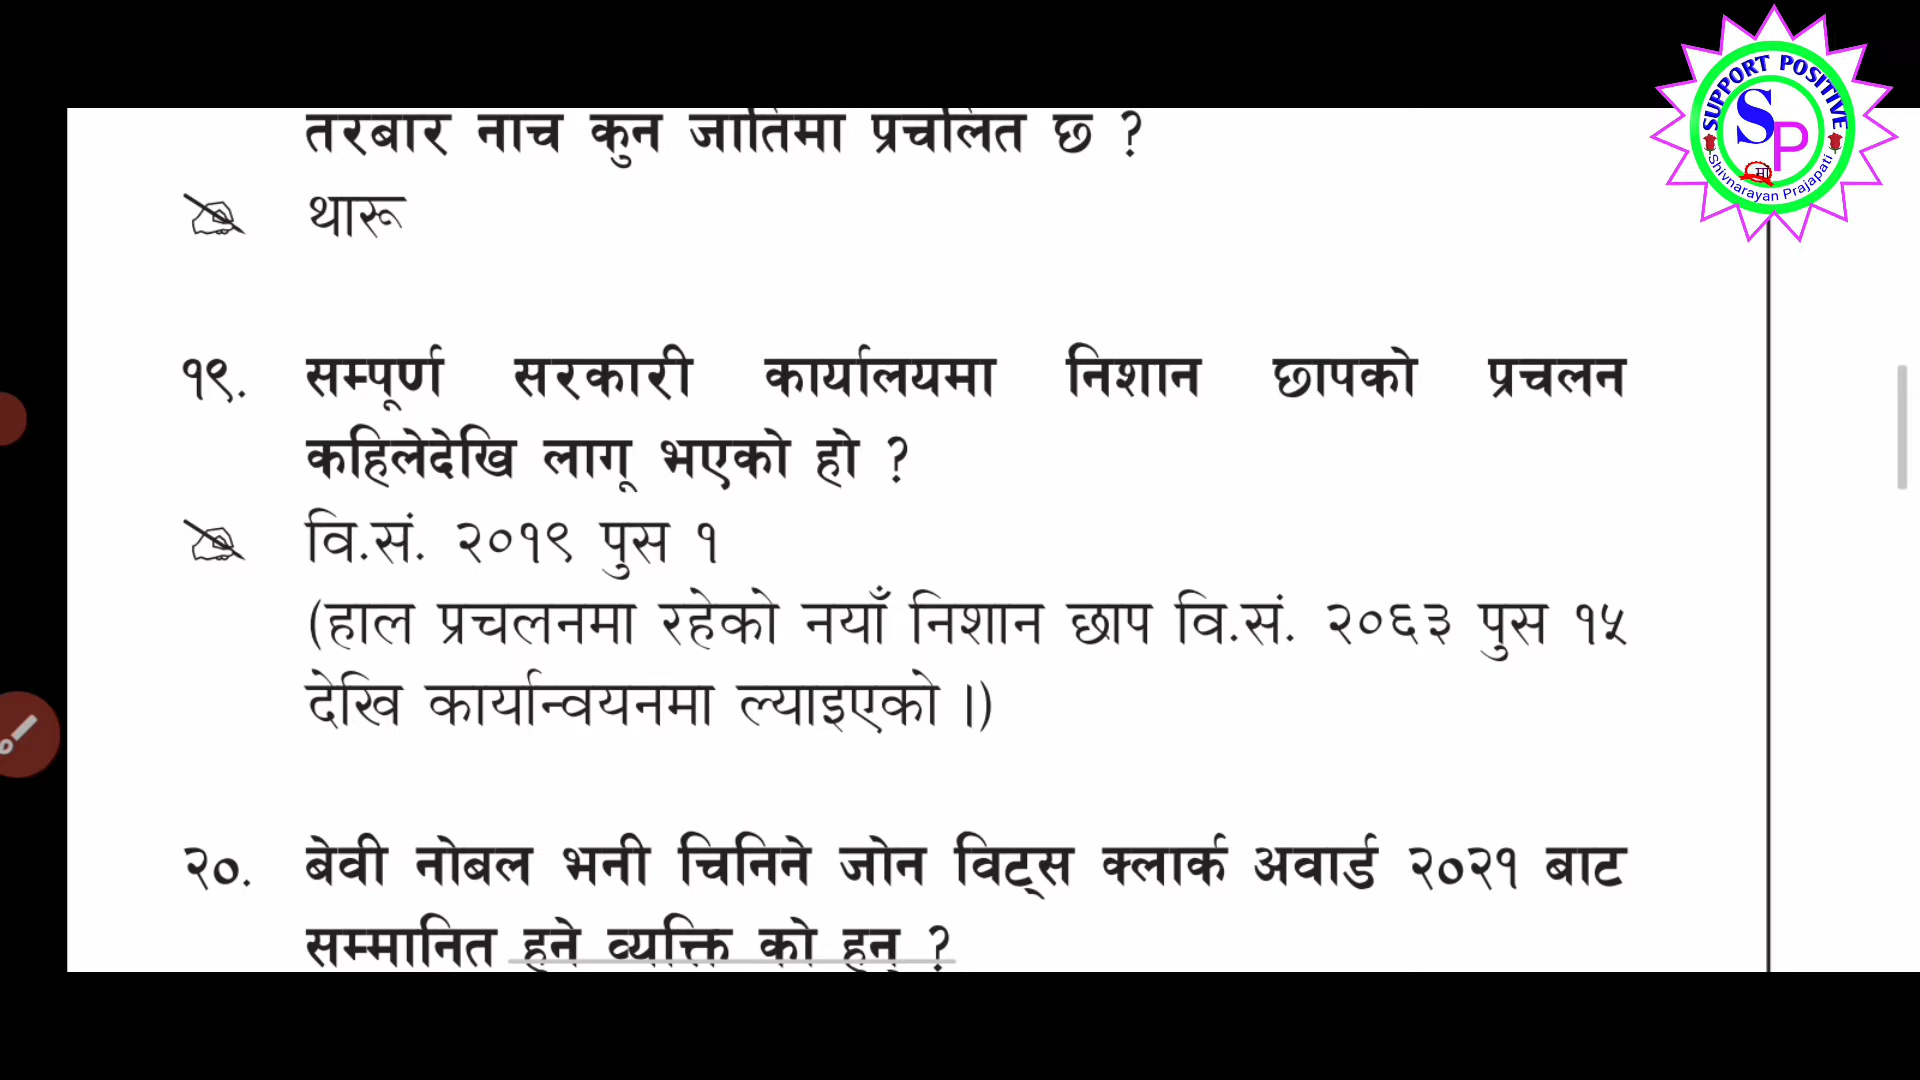 तरबार नाच कुन जातिमा प्रचलित छ ?
थारू
१९. सम्पूर्ण सरकारी कार्यालयमा निशान छापको प्रचलन
कहिलेदेखि लागू भएको हो ?
वि.सं. २०१९ पुस १
(हाल प्रचलनमा रहेको नयाँ निशान छाप वि.सं. २०६३ पुस १५
देखि कार्यान्वयनमा ल्याइएको ।)
२०. बेवी नोबल भनी चिनिने जोन विट्स क्लार्क अवार्ड २०२१ बाट
सम्मानित हुने व्यक्ति को हुन् ?
SUPPORT POSITIVE
SP
मा
Shivnarayan Prajapati